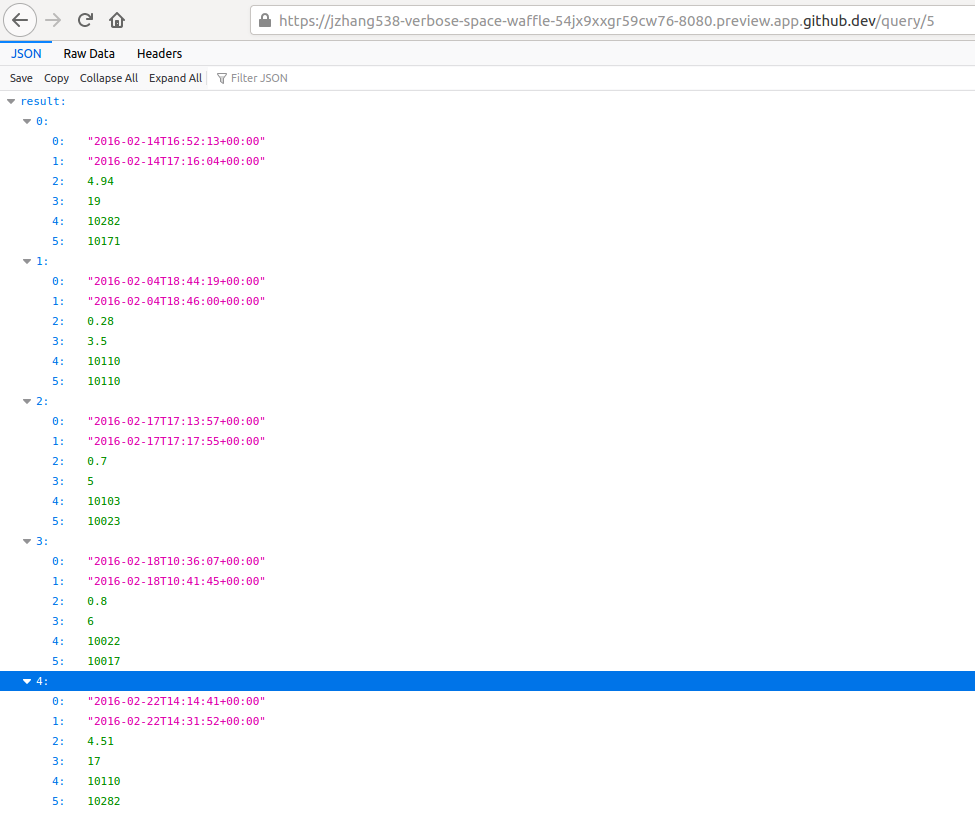 https://jzhang538-verbose-space-waffle-54jx9xxgr59cw76-8080.preview.app.github.dev/query/5
JSON Raw Data Headers
Save Copy Collapse All Expand All Filter JSON
result:
0:
0: "2016-02-14T16:52:13+00:00"
1: "2016-02-14T17:16:04+00:00"
2: 4.94
3: 19
4: 10282
5: 10171
1:
0: "2016-02-04T18:44:19+00:00"
1: "2016-02-04T18:46:00+00:00"
2: 0.28
3: 3.5
4: 10110
5: 10110
2:
0: "2016-02-17T17:13:57+00:00"
1: "2016-02-17T17:17:55+00:00"
2: 0.7
3: 5
4: 10103
5: 10023
3:
0: "2016-02-18T10:36:07+00:00"
1: "2016-02-18T10:41:45+00:00"
2: 0.8
3: 6
4: 10022
5: 10017
4:
0: "2016-02-22T14:14:41+00:00"
1: "2016-02-22T14:31:52+00:00"
2: 4.51
3: 17
4: 10110
5: 10282